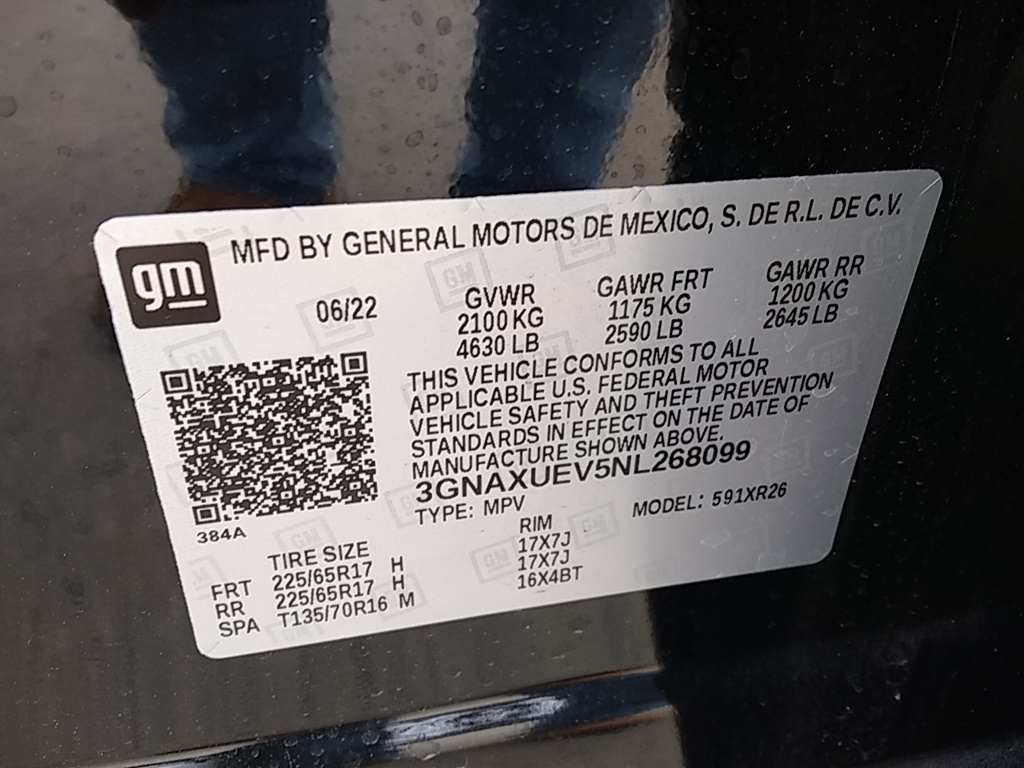 MFD BY GENERAL MOTORS DE MEXICO, S. DE R.L. DE C.V.
gm
06/22
GVWR
2100 KG
4630 LB
GAWR FRT
1175 KG
2590 LB
GAWR RR
1200 KG
2645 LB
THIS VEHICLE CONFORMS TO ALL
APPLICABLE U.S. FEDERAL MOTOR
VEHICLE SAFETY AND THEFT PREVENTION
STANDARDS IN EFFECT ON THE DATE OF
MANUFACTURE SHOWN ABOVE.
3GNAXUEV5NL268099
TYPE: MPV
MODEL: 591XR26
384A
TIRE SIZE
RIM
FRT 225/65R17 H 17X7J
RR 225/65R17 H 17X7J
SPA T135/70R16 M 16X4BT